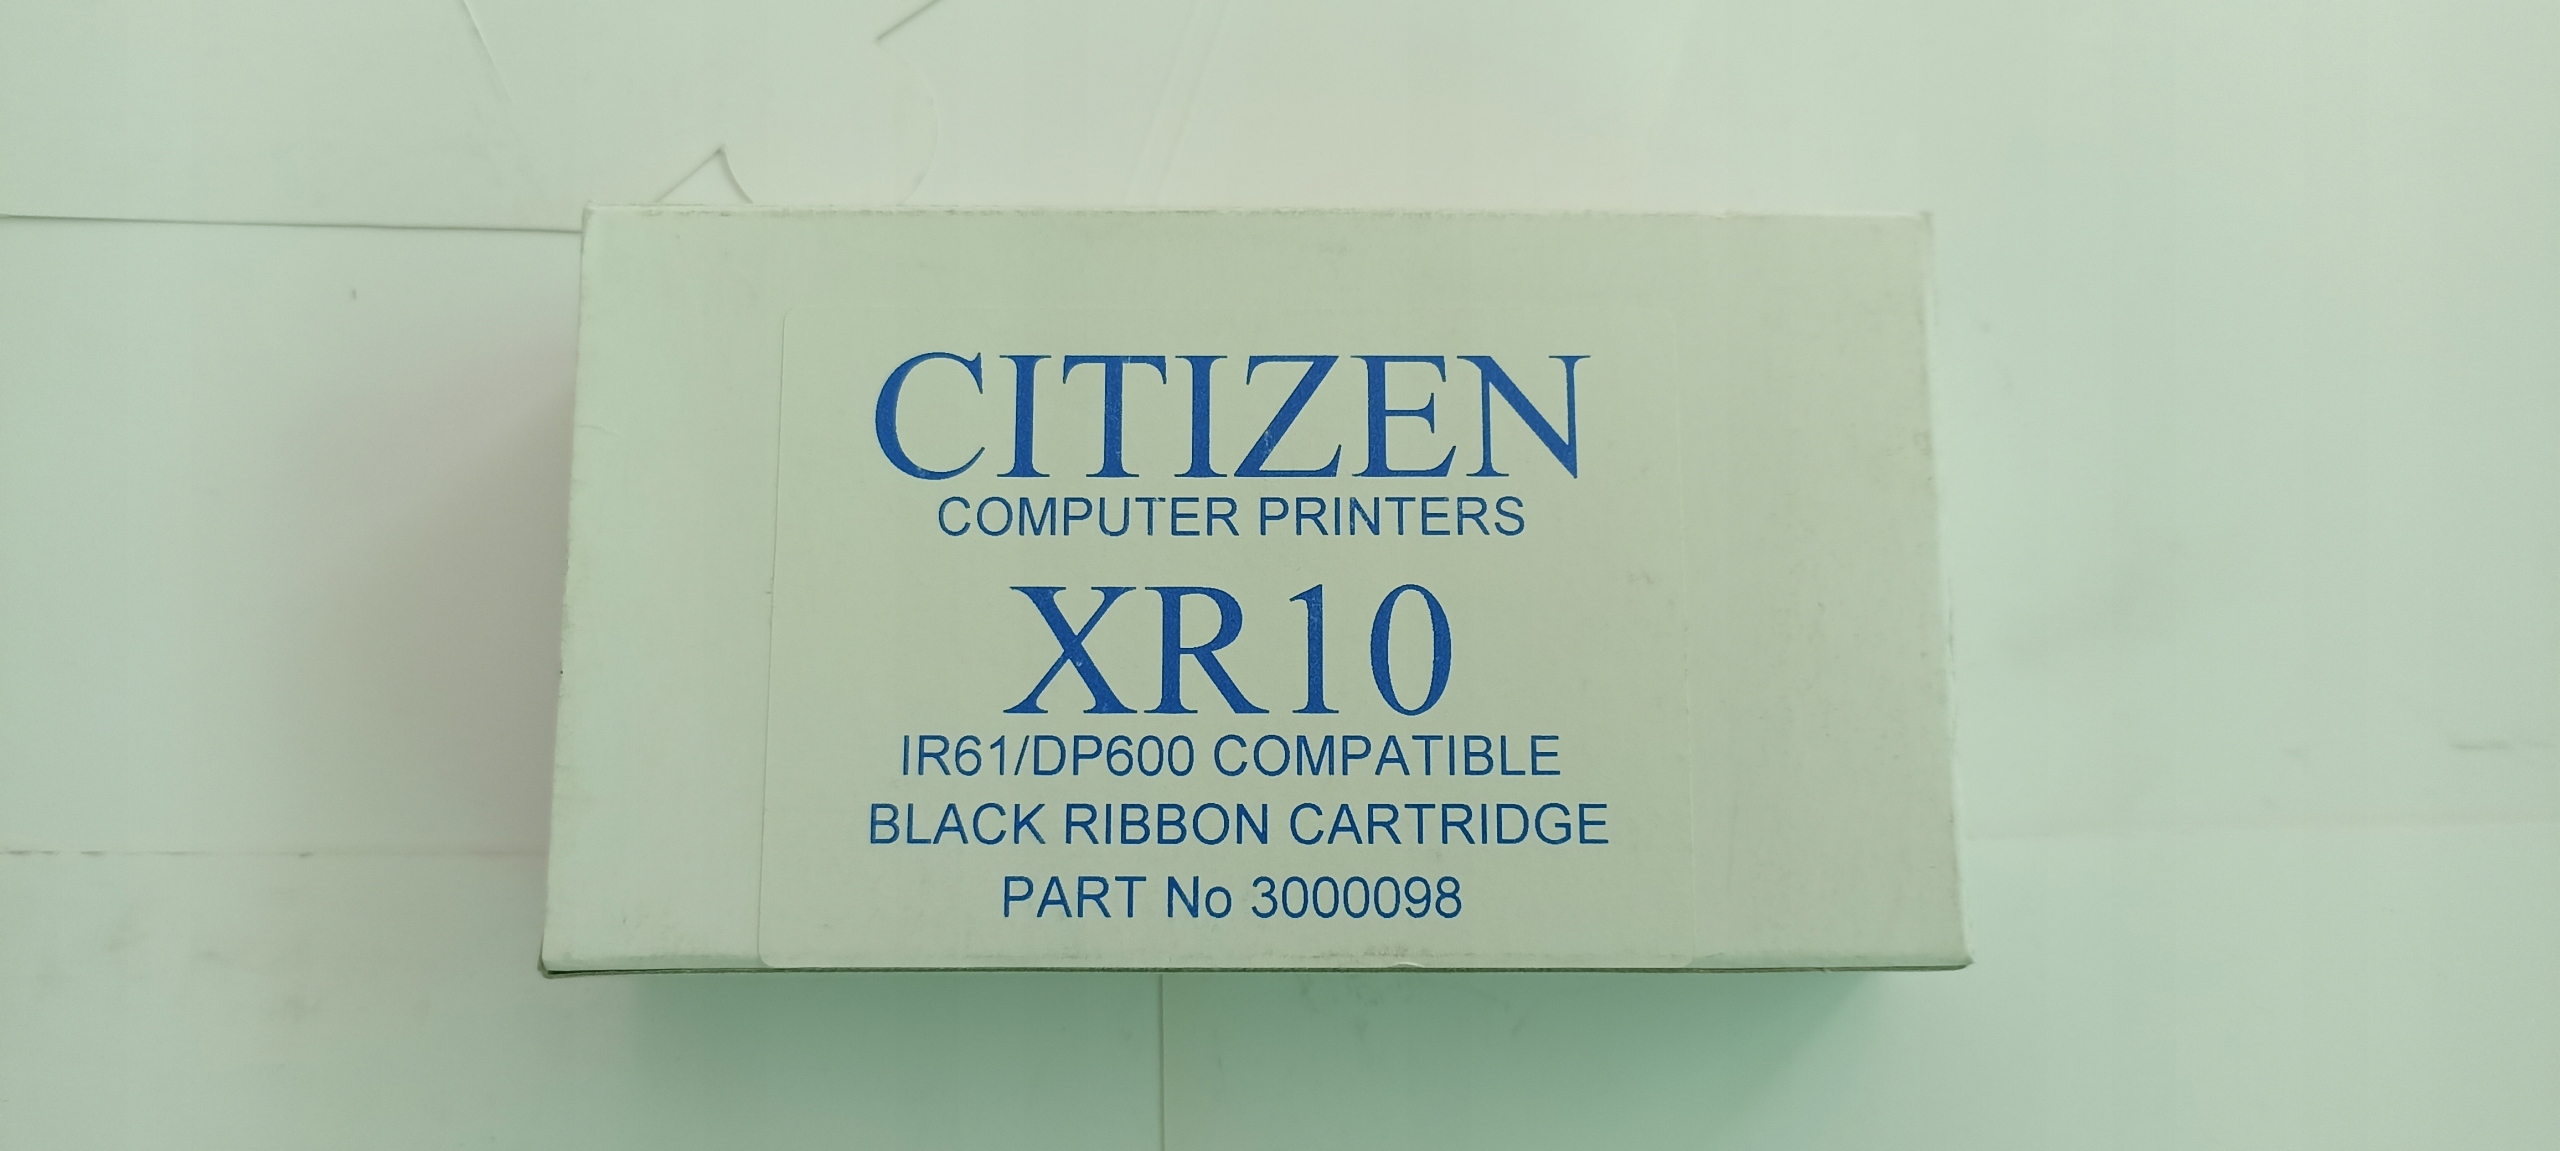 CITIZEN
COMPUTER PRINTERS
XR10
IR61/DP600 COMPATIBLE
BLACK RIBBON CARTRIDGE
PART No 3000098